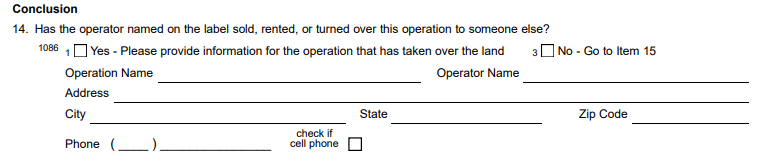 Conclusion
14. Has the operator named on the label sold, rented, or turned over this operation to someone else?
1086 1 Yes - Please provide information for the operation that has taken over the land 3 No - Go to Item 15
Operation Name Operator Name
Address
City State Zip Code
Phone ( ) check if cell phone